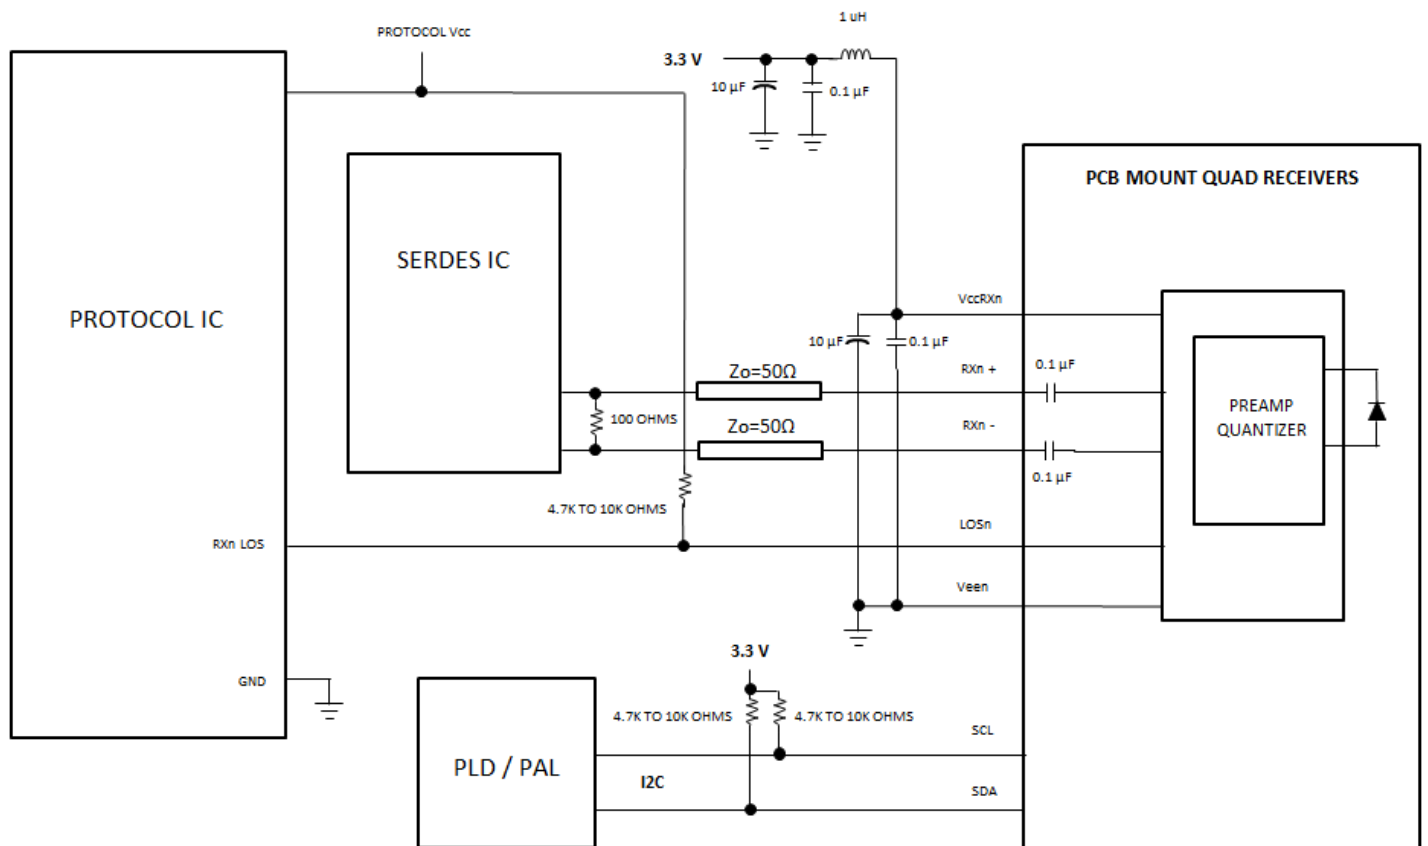 1 uH
PROTOCOL Vcc
3.3 V
10 µF
0.1 µF
PCB MOUNT QUAD RECEIVERS
SERDES IC
PROTOCOL IC
VccRXn
10 µF
0.1 µF
Zo=50Ω
RXn +
0.1 µF
100 OHMS
Zo=50Ω
RXn -
PREAMP
QUANTIZER
0.1 µF
4.7K TO 10K OHMS
LOSn
RXn LOS
Veen
3.3 V
GND
4.7K TO 10K OHMS
4.7K TO 10K OHMS
SCL
PLD / PAL
I2C
SDA